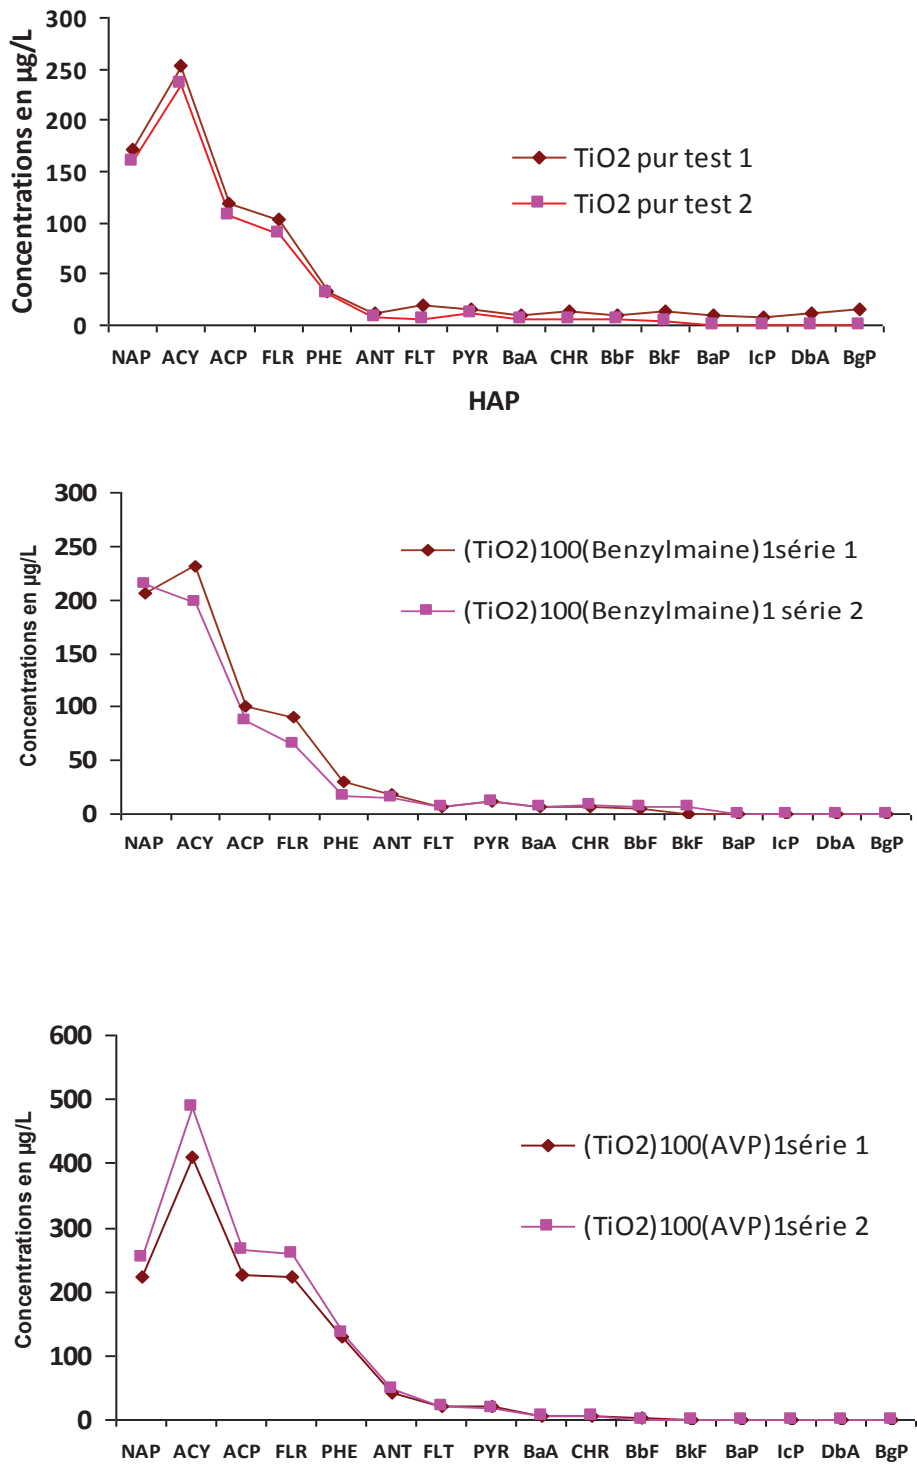 300
250
200
150
100
50
0
Concentrations en µg/L
TiO2 pur test 1
TiO2 pur test 2
NAP ACY ACP FLR PHE ANT FLT PYR BaA CHR BbF BkF BaP IcP DbA BgP
HAP
300
250
200
150
100
50
0
Concentrations en µg/L
(TiO2)100(Benzylmaine)1série 1
(TiO2)100(Benzylmaine)1 série 2
NAP ACY ACP FLR PHE ANT FLT PYR BaA CHR BbF BkF BaP IcP DbA BgP
600
500
400
300
200
100
0
Concentrations en µg/L
(TiO2)100(AVP)1série 1
(TiO2)100(AVP)1série 2
NAP ACY ACP FLR PHE ANT FLT PYR BaA CHR BbF BkF BaP IcP DbA BgP